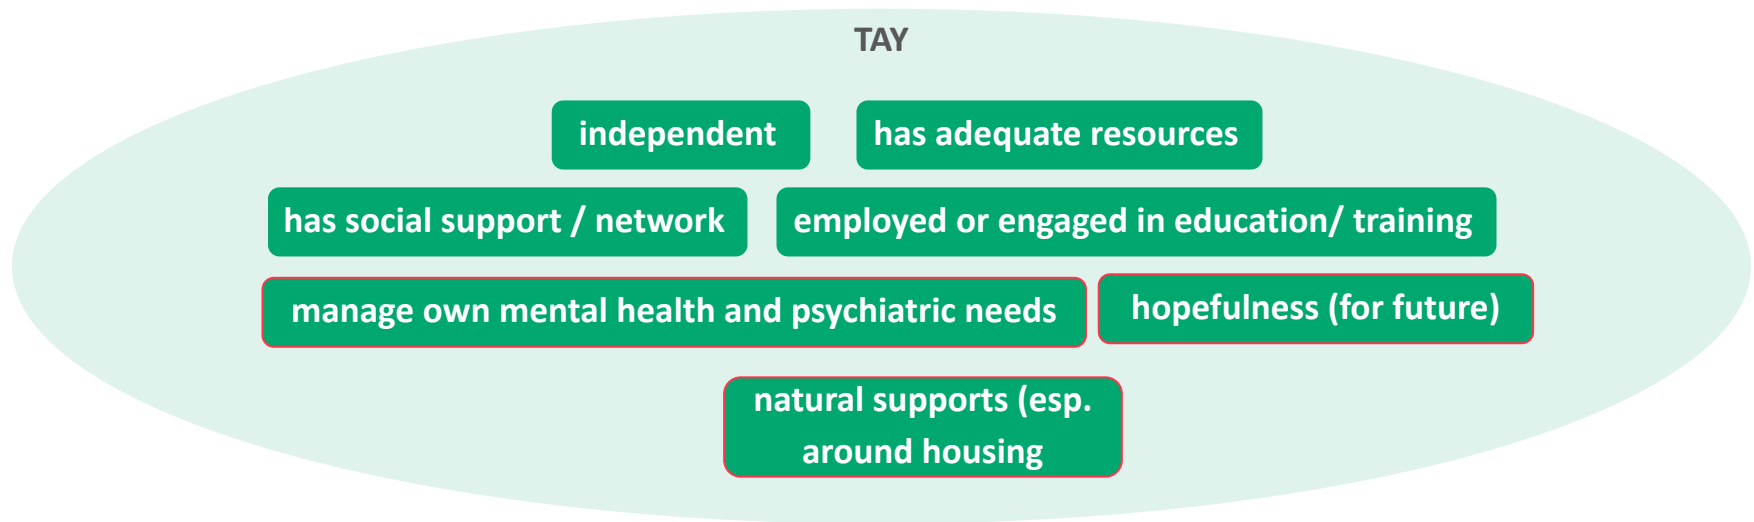 TAY
independent
has adequate resources
has social support / network
employed or engaged in education/ training
manage own mental health and psychiatric needs
hopefulness (for future)
natural supports (esp.
around housing